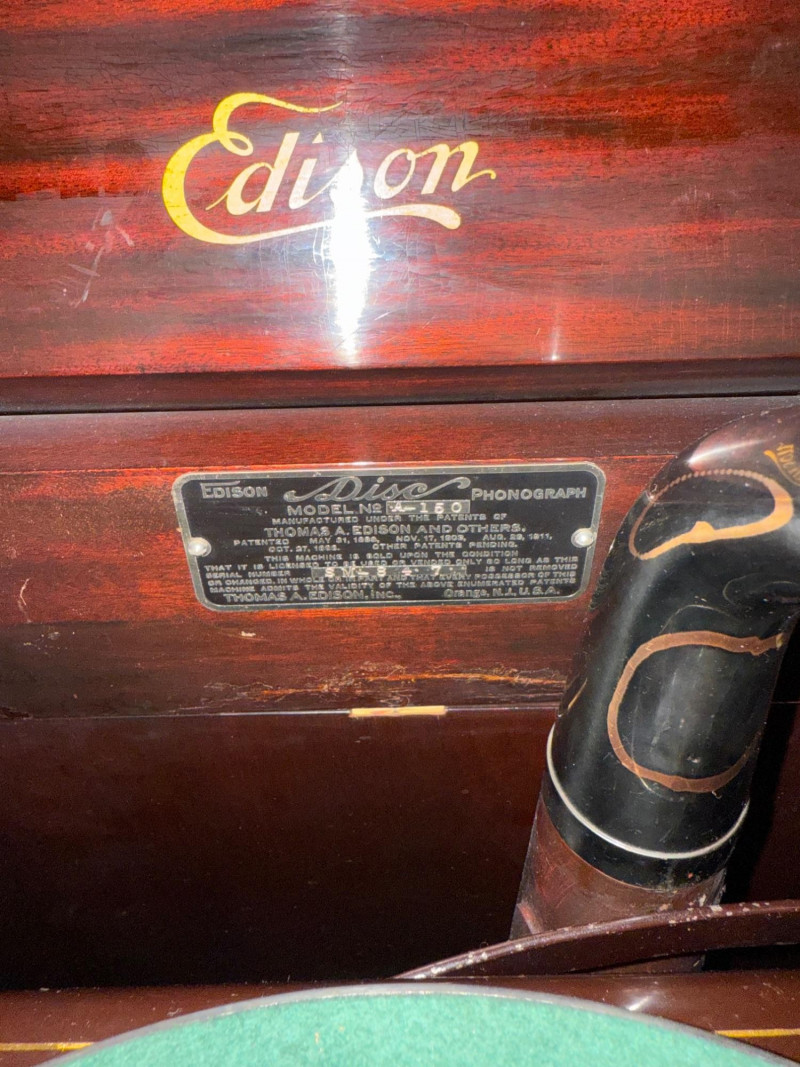 Edison
EDISON Disc PHONOGRAPH
MODEL No A-150
MANUFACTURED UNDER THE PATENTS OF
THOMAS A. EDISON AND OTHERS.
PATENTED MAY 31, 1898, NOV. 17, 1903, AUG. 29, 1911,
OCT. 27, OTHER PATENTS PENDING.
THIS MACHINE IS SOLD UPON THE CONDITION
THAT IT IS LICENSED TO BE USED OR VENDED ONLY SO LONG AS THIS
SERIAL NUMBER IS NOT REMOVED
OR CHANGED, IN WHOLE AND THAT EVERY POSSESSOR OF THIS
MACHINE ADMITS THE VALIDITY OF THE ABOVE ENUMERATED PATENTS
THOMAS A. EDISON, INC., Orange, N.J., U.S.A.